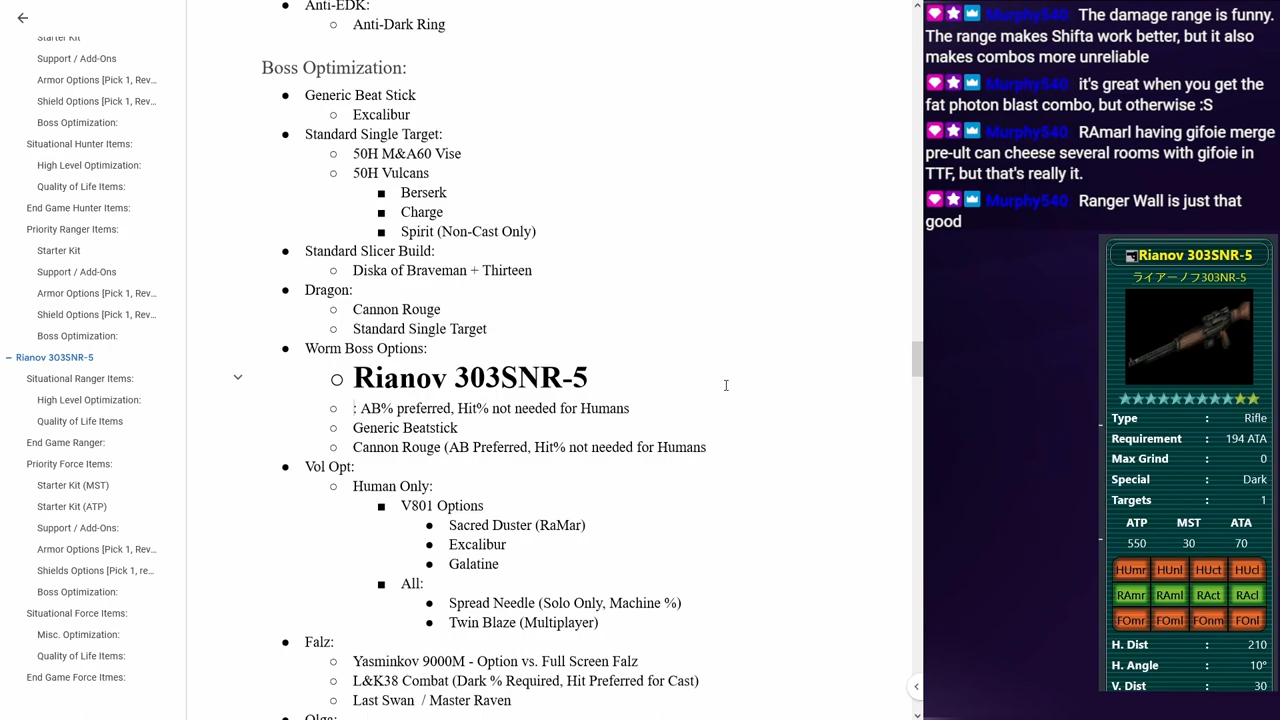 Starter Kit
Support / Add-Ons
Armor Options [Pick 1, Rev...
Shield Options [Pick 1, Rev...
Boss Optimization:
Situational Hunter Items:
High Level Optimization:
Quality of Life Items:
End Game Hunter Items:
Priority Ranger Items:
Starter Kit
Support / Add-Ons
Armor Options [Pick 1, Rev...
Shield Options [Pick 1, Rev...
Boss Optimization:
Rianov 303SNR-5
Situational Ranger Items:
High Level Optimization:
Quality of Life Items
End Game Ranger:
Priority Force Items:
Starter Kit (MST)
Starter Kit (ATP)
Support / Add-Ons:
Armor Options [Pick 1, Rev...
Shields Options [Pick 1, re...
Boss Optimization:
Situational Force Items:
Misc. Optimization:
Quality of Life Items:
End Game Force Itmes:
Anti-EDK:
Anti-Dark Ring
Boss Optimization:
Generic Beat Stick
Excalibur
Standard Single Target:
50H M&A60 Vise
50H Vulcans
Berserk
Charge
Spirit (Non-Cast Only)
Standard Slicer Build:
Diska of Braveman + Thirteen
Dragon:
Cannon Rouge
Standard Single Target
Worm Boss Options:
Rianov 303SNR-5
: AB% preferred, Hit% not needed for Humans
Generic Beatstick
Cannon Rouge (AB Preferred, Hit% not needed for Humans
Vol Opt:
Human Only:
V801 Options
Sacred Duster (RaMar)
Excalibur
Galatine
All:
Spread Needle (Solo Only, Machine %)
Twin Blaze (Multiplayer)
Falz:
Yasminkov 9000M - Option vs. Full Screen Falz
L&K38 Combat (Dark % Required, Hit Preferred for Cast)
Last Swan / Master Raven
Olga:
Murphy540 The damage range is funny.
The range makes Shifta work better, but it also
makes combos more unreliable
Murphy540 it's great when you get the
fat photon blast combo, but otherwise :S
Murphy540 RAmarl having gifoie merge
pre-ult can cheese several rooms with gifoie in
TTF, but that's really it.
Murphy540 Ranger Wall is just that
good
Rianov 303SNR-5
ライアーノフ303NR-5
Type : Rifle
Requirement : 194 ATA
Max Grind : 0
Special : Dark
Targets : 1
ATP MST ATA
550 30 70
HUmr HUnl HUct HUcl
RAmr RAml RAct RAcl
FOmr FOml FOnm FOnl
H. Dist : 210
H. Angle : 10°
V. Dist : 30